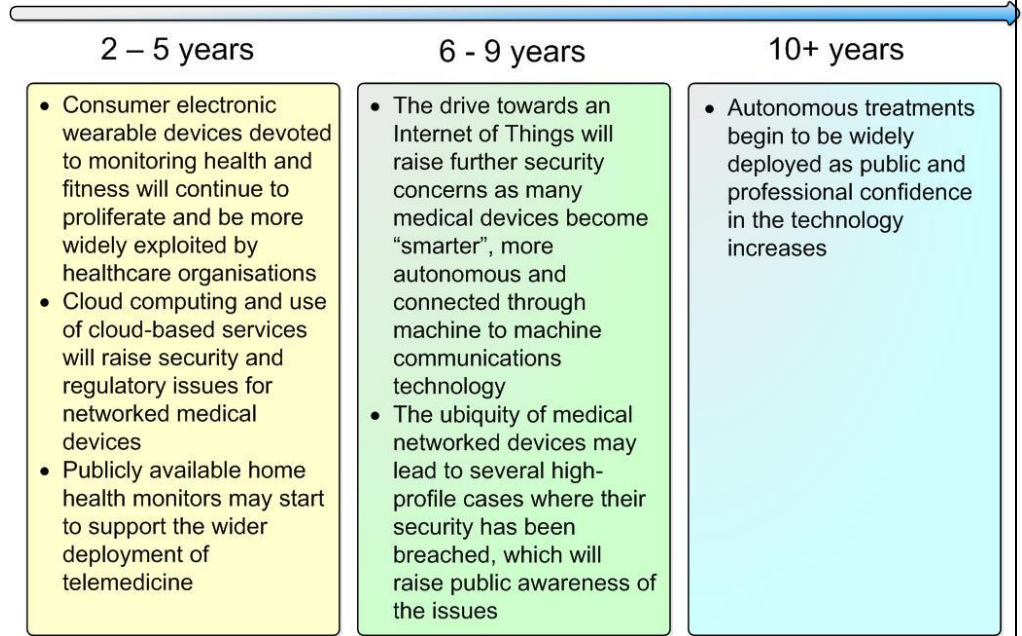 2 – 5 years
• Consumer electronic
wearable devices devoted
to monitoring health and
fitness will continue to
proliferate and be more
widely exploited by
healthcare organisations
• Cloud computing and use
of cloud-based services
will raise security and
regulatory issues for
networked medical
devices
• Publicly available home
health monitors may start
to support the wider
deployment of
telemedicine
6 - 9 years
• The drive towards an
Internet of Things will
raise further security
concerns as many
medical devices become
“smarter”, more
autonomous and
connected through
machine to machine
communications
technology
• The ubiquity of medical
networked devices may
lead to several high-
profile cases where their
security has been
breached, which will
raise public awareness of
the issues
10+ years
• Autonomous treatments
begin to be widely
deployed as public and
professional confidence
in the technology
increases